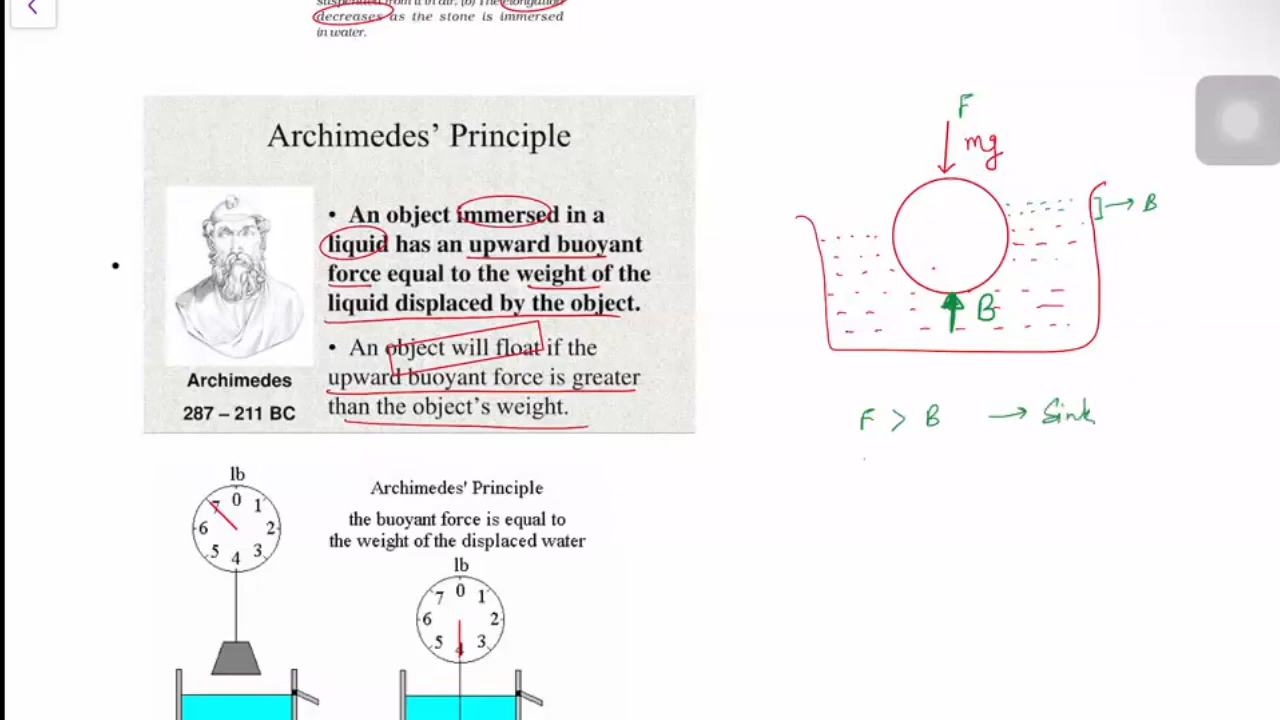 decreases as the stone is immersed
in water.
Archimedes' Principle
• An object immersed in a
liquid has an upward buoyant
force equal to the weight of the
liquid displaced by the object.
• An object will float if the
upward buoyant force is greater
than the object's weight.
Archimedes
287 – 211 BC
F
mg
B
B
F > B → Sink
lb
0
1
2
3
4
5
6
7
Archimedes' Principle
the buoyant force is equal to
the weight of the displaced water
lb
0
1
2
3
4
5
6
7